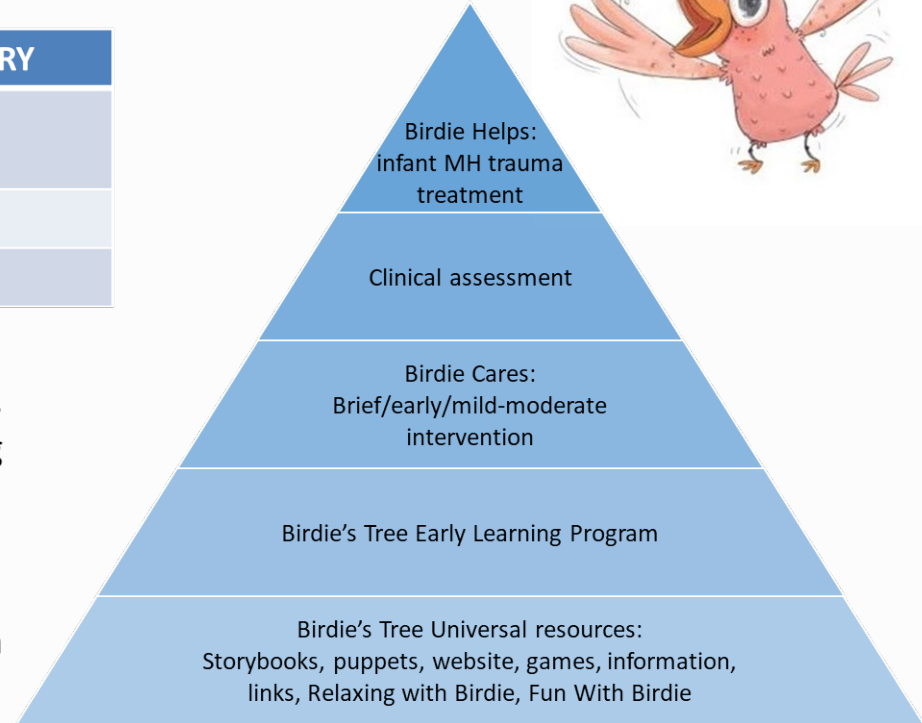 RY
Birdie Helps:
infant MH trauma
treatment
Clinical assessment
Birdie Cares:
Brief/early/mild-moderate
intervention
Birdie's Tree Early Learning Program
Birdie's Tree Universal resources:
Storybooks, puppets, website, games, information,
links, Relaxing with Birdie, Fun With Birdie